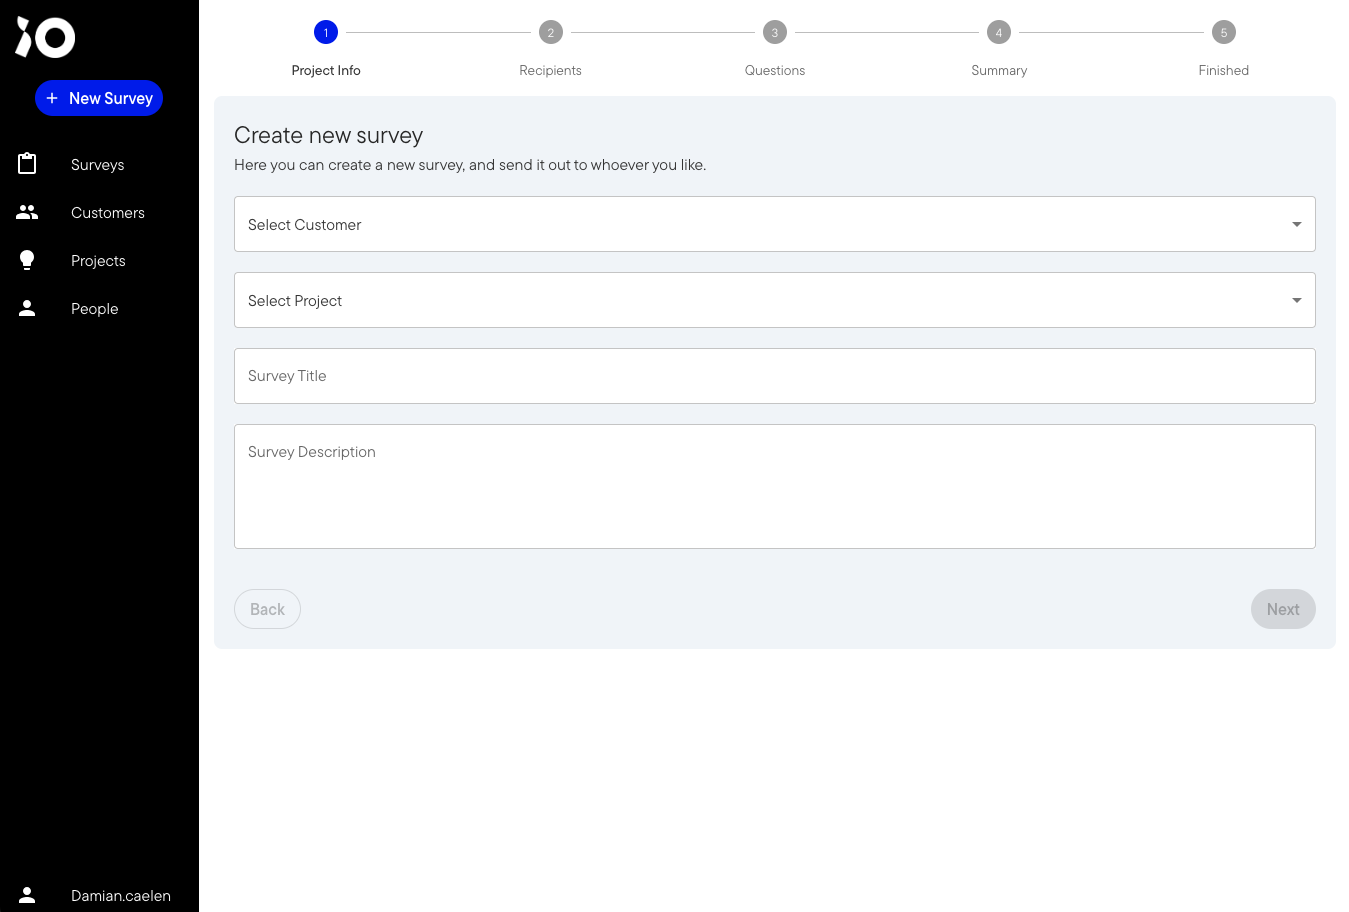 iO
New Survey
Surveys
Customers
Projects
People
Damian.caelen
1
2
3
4
5
Project Info
Recipients
Questions
Summary
Finished
Create new survey
Here you can create a new survey, and send it out to whoever you like.
Select Customer
Select Project
Survey Title
Survey Description
Back
Next